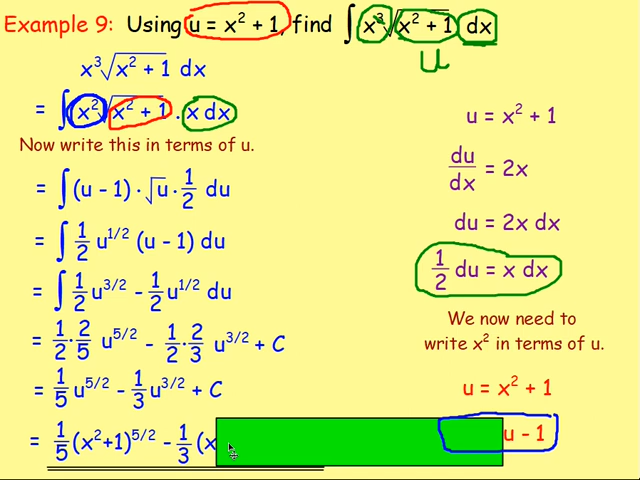 Example 9: Using u = x² + 1, find ∫ x³√(x² + 1) dx
u
x³√(x² + 1) dx
= ∫ x²√(x² + 1) . x dx
Now write this in terms of u.
= ∫ (u - 1) · √u · 1/2 du
= ∫ 1/2 u^1/2 (u - 1) du
= ∫ 1/2 u^3/2 - 1/2 u^1/2 du
= 1/2 · 2/5 u^5/2 - 1/2 · 2/3 u^3/2 + C
= 1/5 u^5/2 - 1/3 u^3/2 + C
= 1/5 (x²+1)^5/2 - 1/3 (x
u = x² + 1
du/dx = 2x
du = 2x dx
1/2 du = x dx
We now need to
write x² in terms of u.
u = x² + 1
u - 1